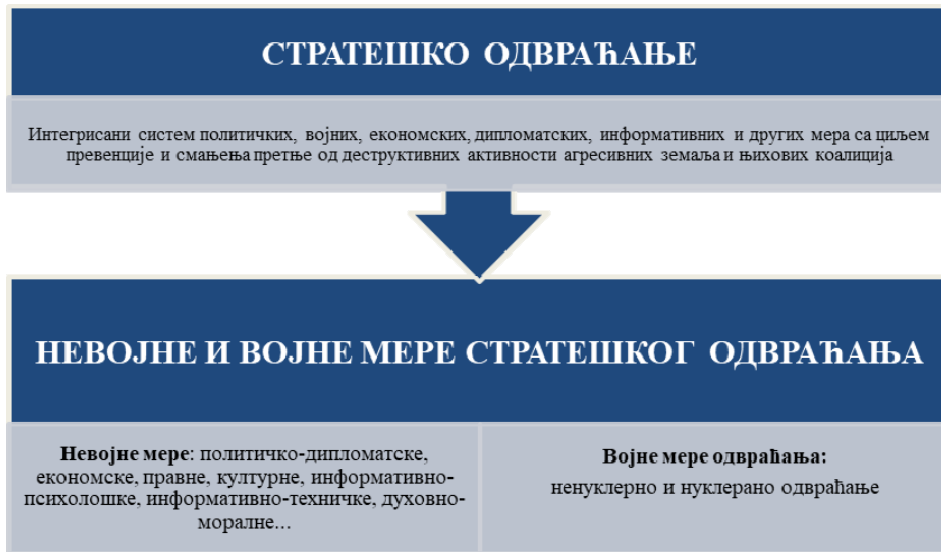 СТРАТЕШКО ОДВРАЋАЊЕ
Интегрисани систем политичких, војних, економских, дипломатских, информативних и других мера са циљем
превенције и смањења претње од деструктивних активности агресивних земаља и њихових коалиција
НЕВОЈНЕ И ВОЈНЕ МЕРЕ СТРАТЕШКОГ ОДВРАЋАЊА
Невојне мере: политичко-дипломатске,
економске, правне, културне, информативно-
психолошке, информативно-техничке, духовно-
моралне...
Војне мере одвраћања:
ненуклерно и нуклерано одвраћање